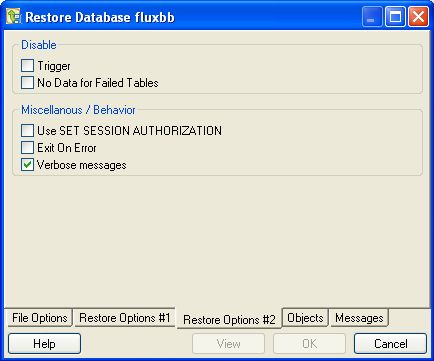 Restore Database fluxbb
Disable
Trigger
No Data for Failed Tables
Miscellanous / Behavior
Use SET SESSION AUTHORIZATION
Exit On Error
Verbose messages
File Options Restore Options #1 Restore Options #2 Objects Messages
Help View OK Cancel